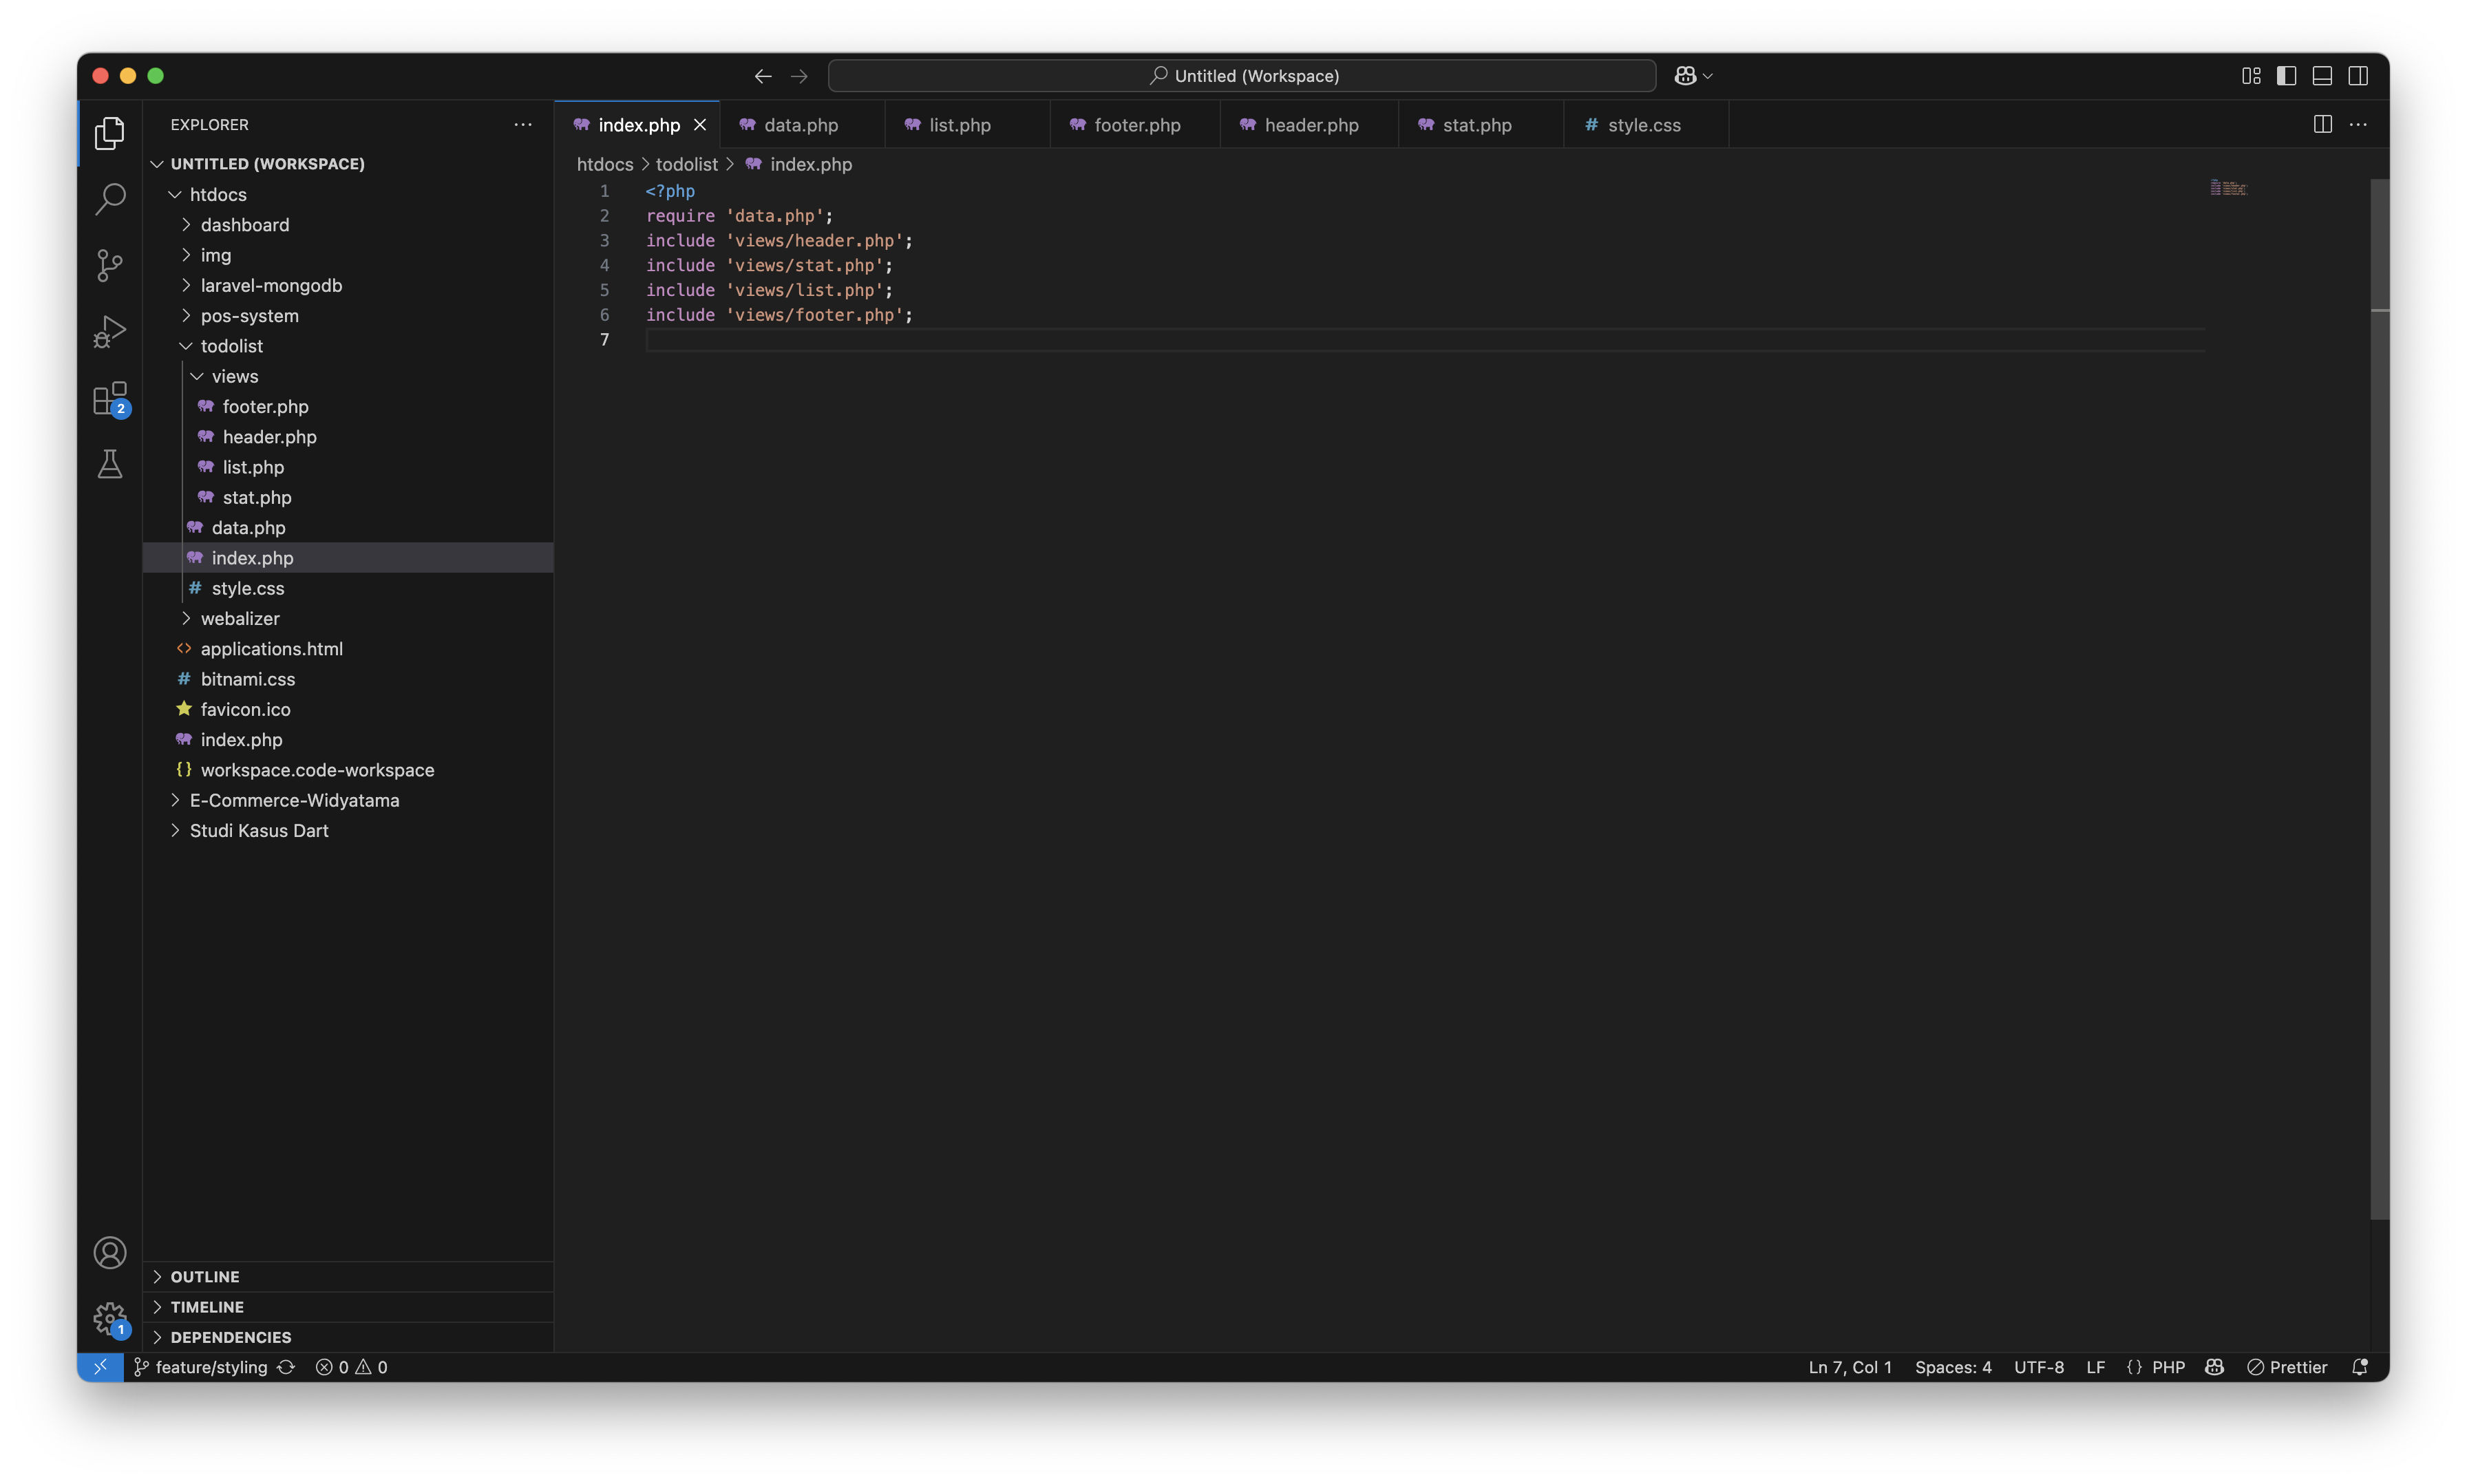 Untitled (Workspace)
EXPLORER
UNTITLED (WORKSPACE)
htdocs
dashboard
img
laravel-mongodb
pos-system
todolist
views
footer.php
header.php
list.php
stat.php
data.php
index.php
style.css
webalizer
applications.html
bitnami.css
favicon.ico
index.php
workspace.code-workspace
E-Commerce-Widyatama
Studi Kasus Dart
OUTLINE
TIMELINE
DEPENDENCIES
2
1
index.php data.php list.php footer.php header.php stat.php # style.css
htdocs > todolist > index.php
1 <?php
2 require 'data.php';
3 include 'views/header.php';
4 include 'views/stat.php';
5 include 'views/list.php';
6 include 'views/footer.php';
7
feature/styling 0 0 Ln 7, Col 1 Spaces: 4 UTF-8 LF {} PHP Prettier